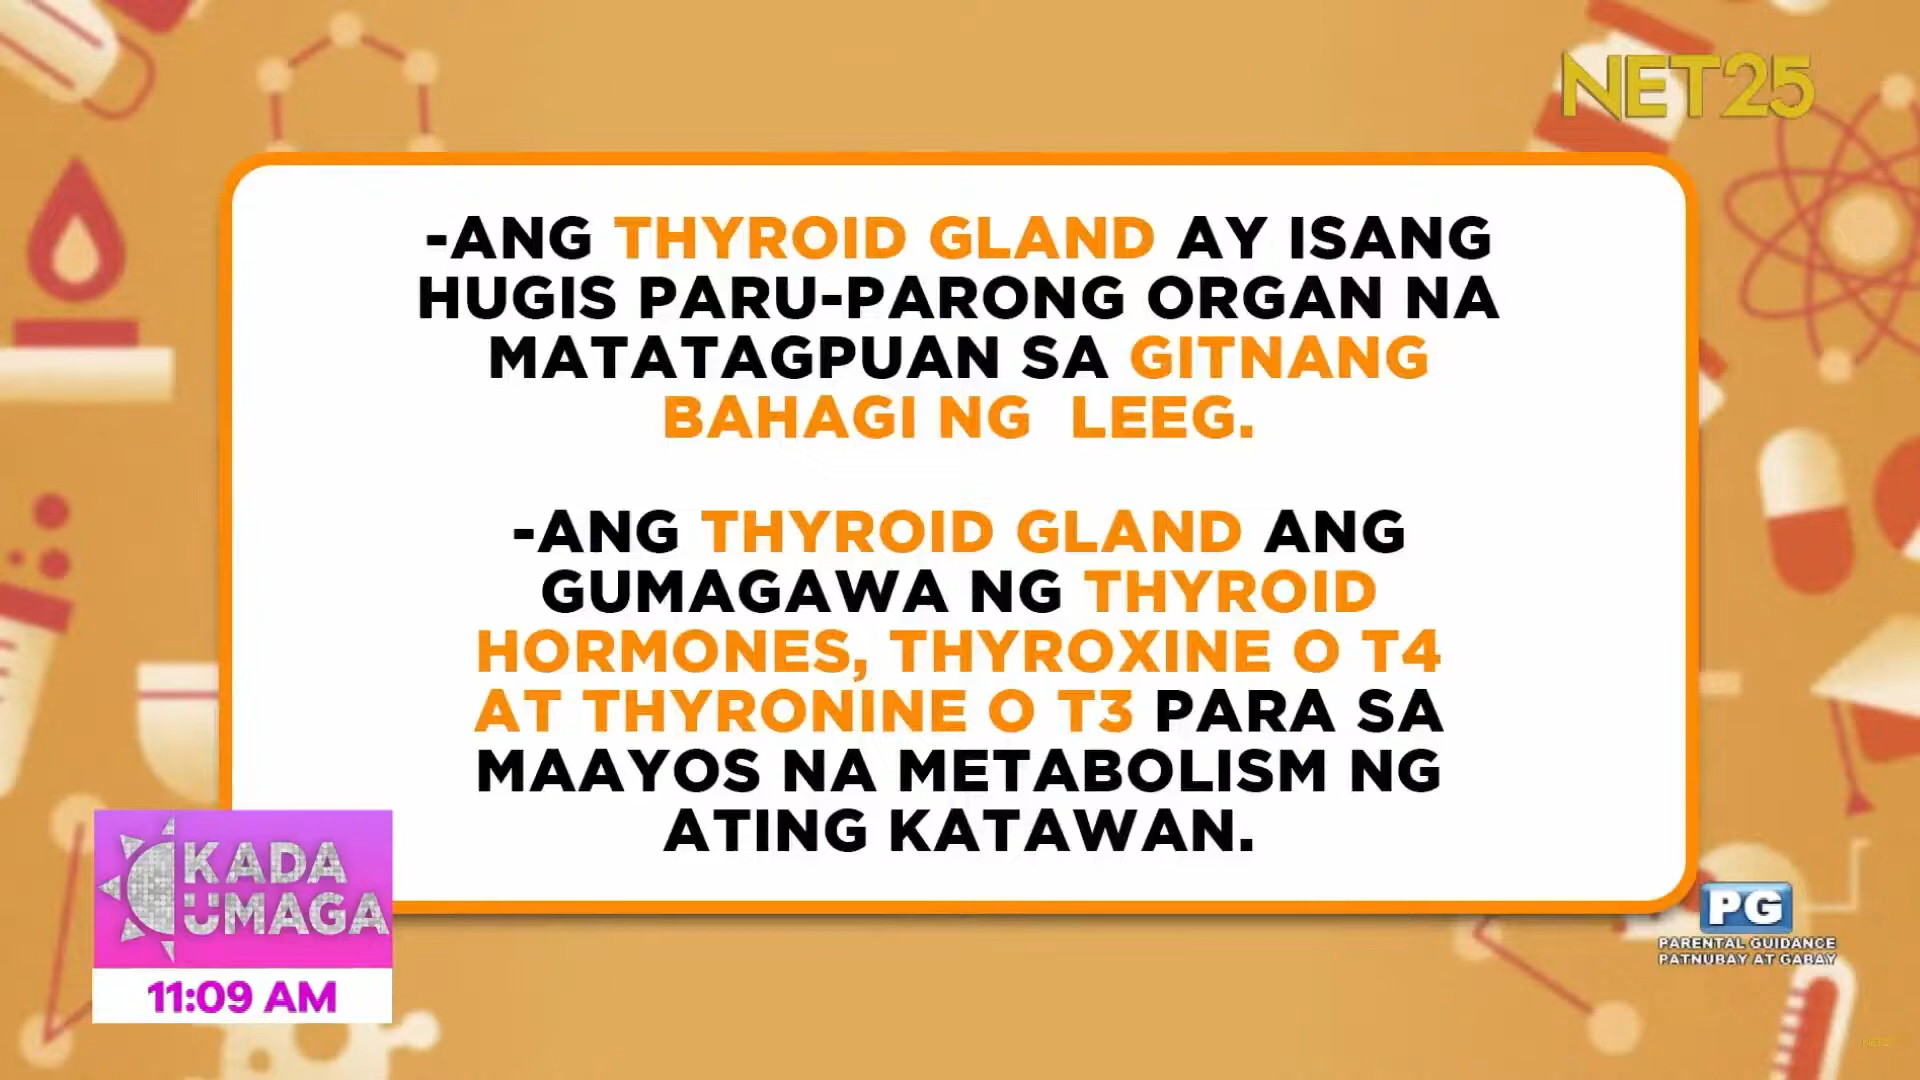 NET25
-ANG THYROID GLAND AY ISANG
HUGIS PARU-PARONG ORGAN NA
MATATAGPUAN SA GITNANG
BAHAGI NG LEEG.
-ANG THYROID GLAND ANG
GUMAGAWA NG THYROID
HORMONES, THYROXINE O T4
AT THYRONINE O T3 PARA SA
MAAYOS NA METABOLISM NG
ATING KATAWAN.
KADA
UMAGA
11:09 AM
PG
PARENTAL GUIDANCE
PATNUBAY AT GABAY
NET25